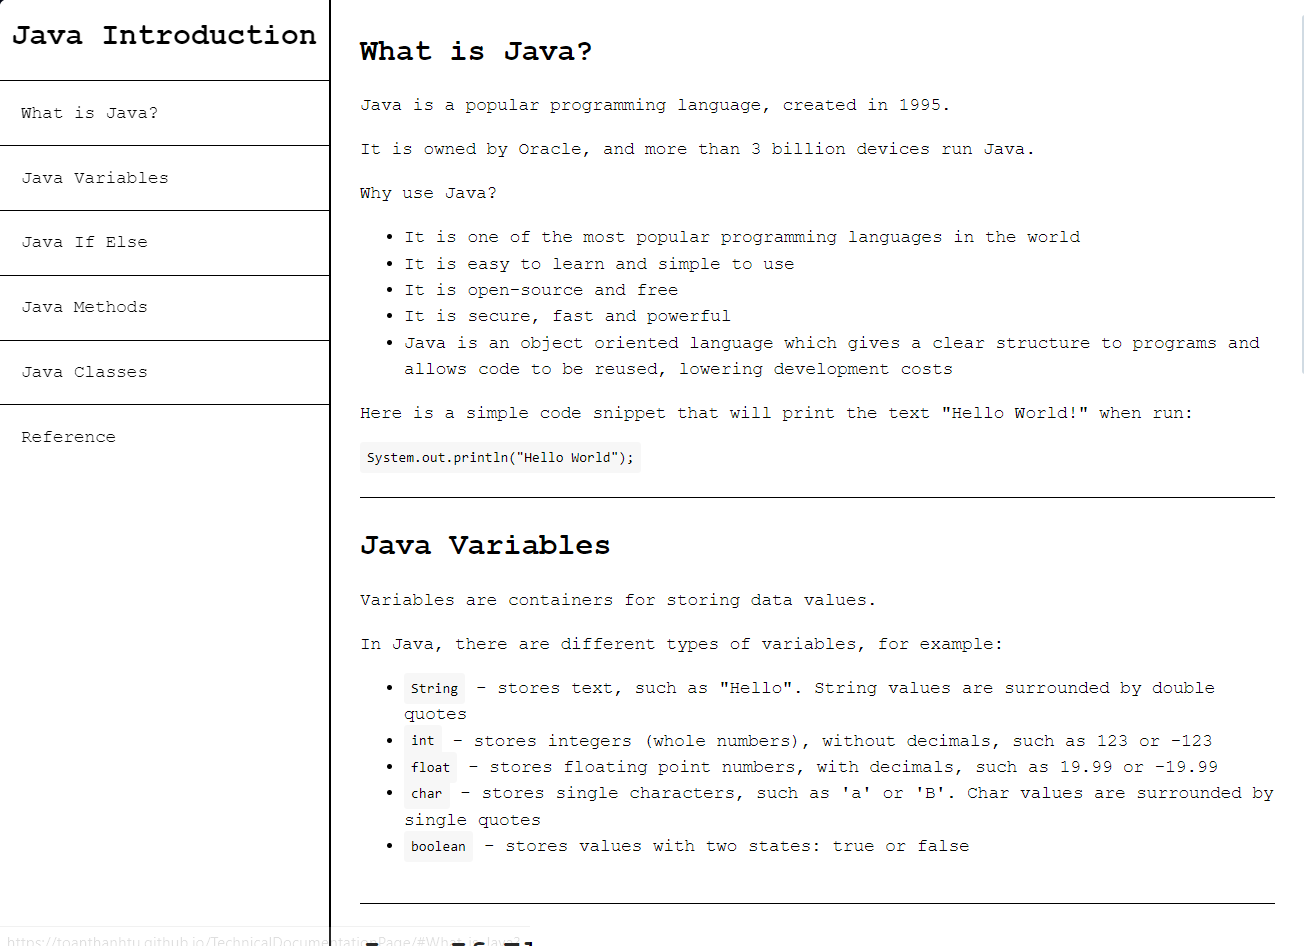 Java Introduction
What is Java?
Java Variables
Java If Else
Java Methods
Java Classes
Reference
What is Java?
Java is a popular programming language, created in 1995.
It is owned by Oracle, and more than 3 billion devices run Java.
Why use Java?
• It is one of the most popular programming languages in the world
• It is easy to learn and simple to use
• It is open-source and free
• It is secure, fast and powerful
• Java is an object oriented language which gives a clear structure to programs and
allows code to be reused, lowering development costs
Here is a simple code snippet that will print the text "Hello World!" when run:
System.out.println("Hello World");
Java Variables
Variables are containers for storing data values.
In Java, there are different types of variables, for example:
• String - stores text, such as "Hello". String values are surrounded by double
quotes
• int - stores integers (whole numbers), without decimals, such as 123 or -123
• float - stores floating point numbers, with decimals, such as 19.99 or -19.99
• char - stores single characters, such as 'a' or 'B'. Char values are surrounded by
single quotes
• boolean - stores values with two states: true or false